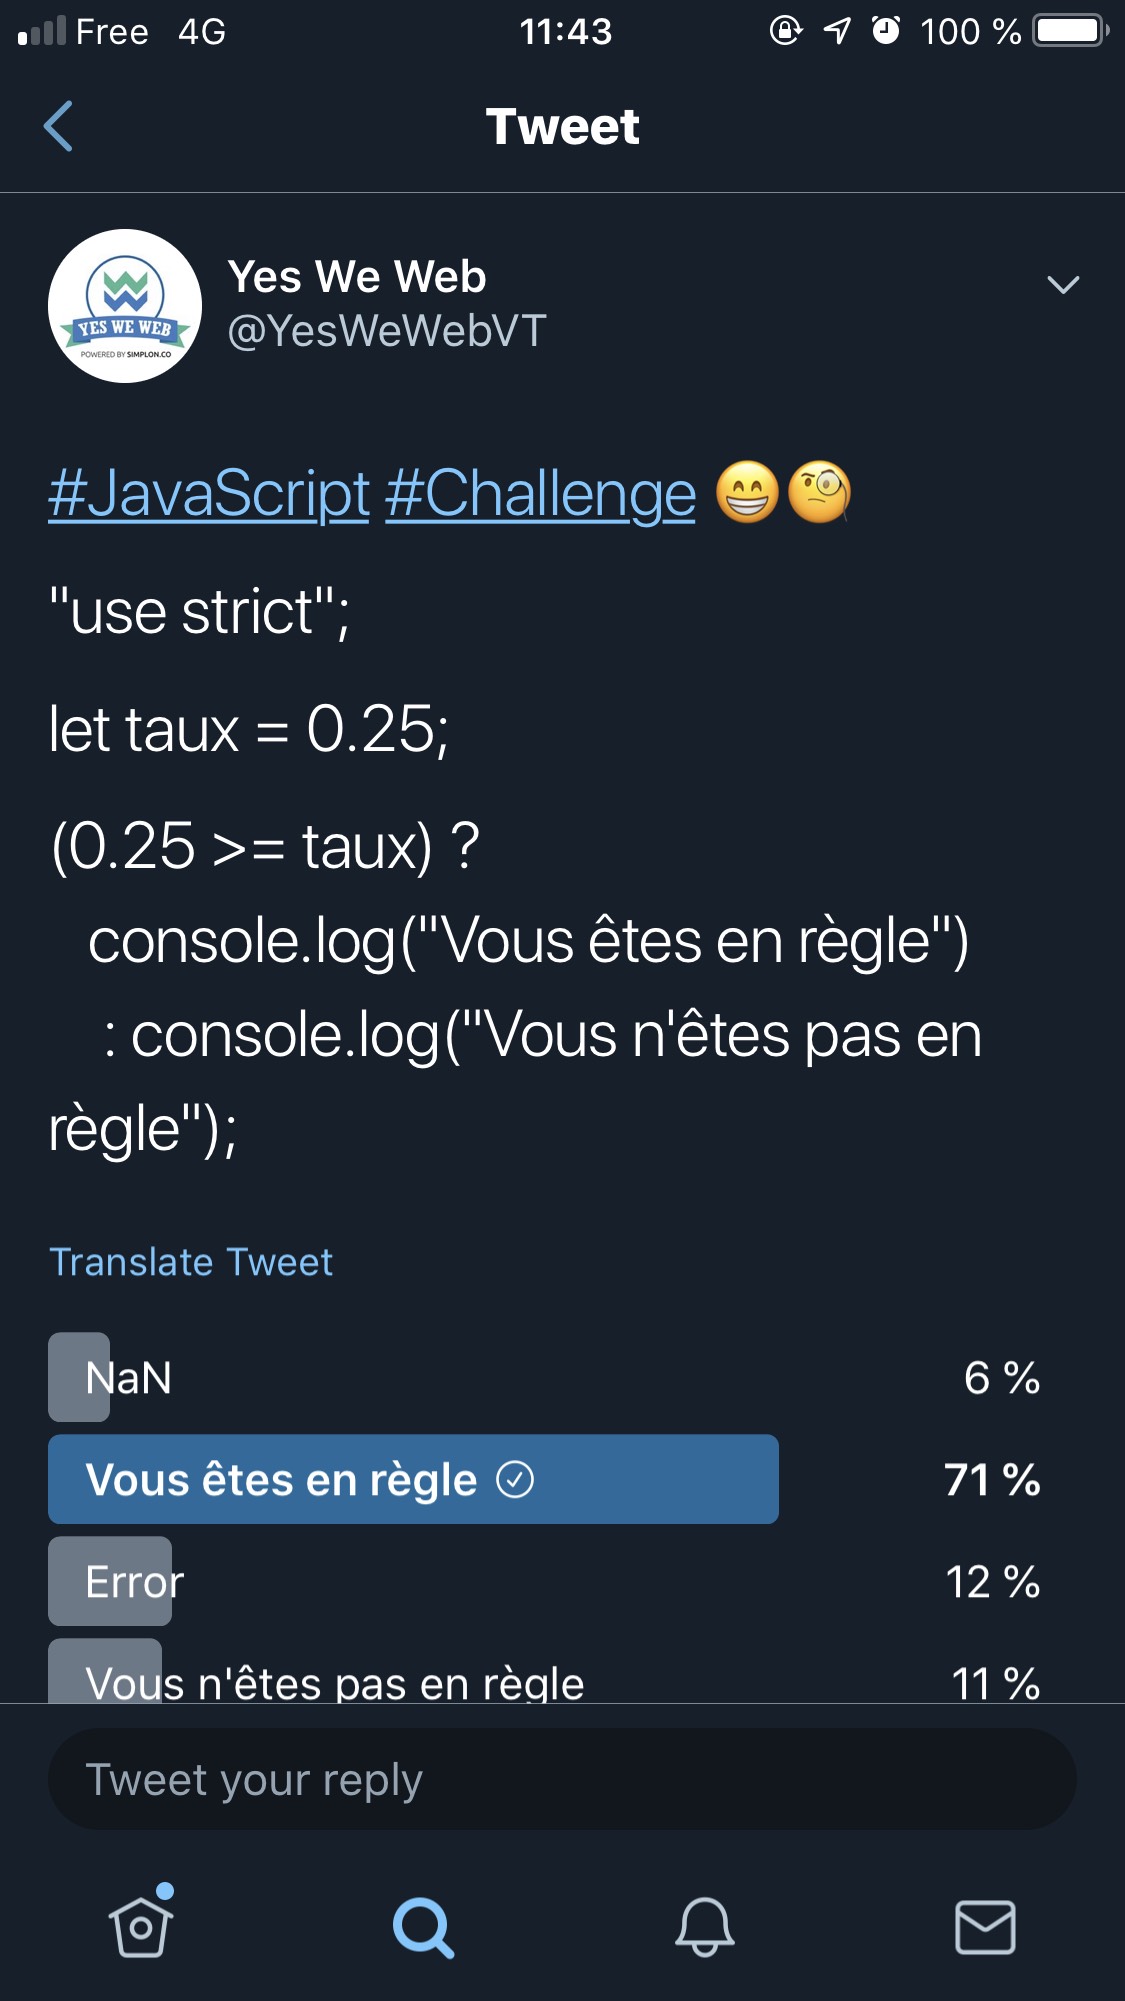 Free 4G 11:43 100 %
Tweet
YES WE WEB
POWERED BY SIMPLON.CO
Yes We Web
@YesWeWebVT
#JavaScript #Challenge 😁🧐
"use strict";
let taux = 0.25;
(0.25 >= taux) ?
console.log("Vous êtes en règle")
: console.log("Vous n'êtes pas en
règle");
Translate Tweet
NaN 6 %
Vous êtes en règle 71 %
Error 12 %
Vous n'êtes pas en règle 11 %
Tweet your reply